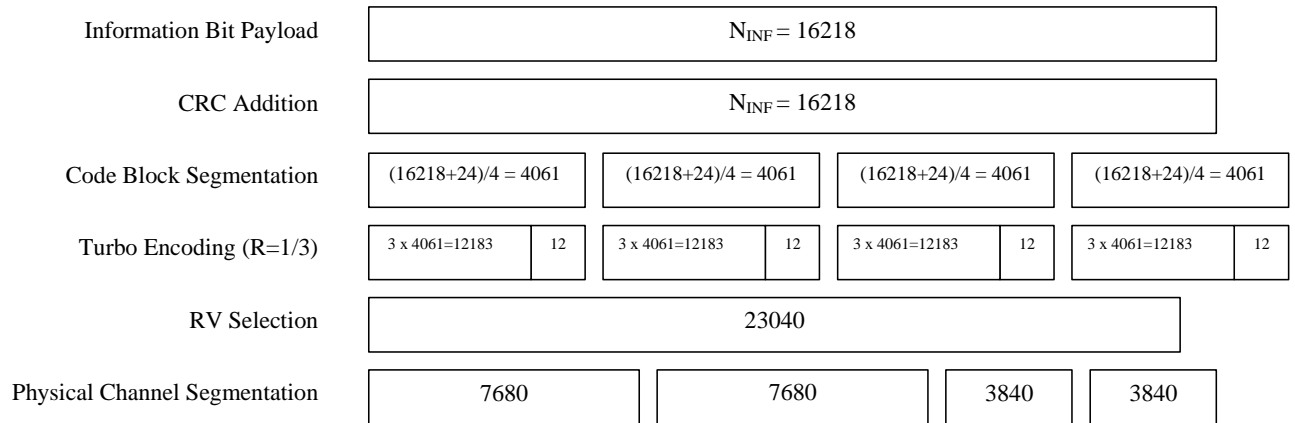 Information Bit Payload N_INF = 16218
CRC Addition N_INF = 16218
Code Block Segmentation (16218+24)/4 = 4061 (16218+24)/4 = 4061 (16218+24)/4 = 4061 (16218+24)/4 = 4061
Turbo Encoding (R=1/3) 3 x 4061=12183 12 3 x 4061=12183 12 3 x 4061=12183 12 3 x 4061=12183 12
RV Selection 23040
Physical Channel Segmentation 7680 7680 3840 3840